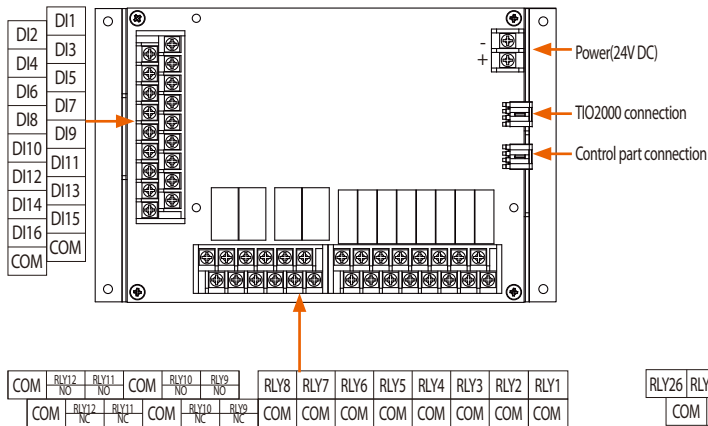 DI1
DI2
DI3
DI4
DI5
DI6
DI7
DI8
DI9
DI10
DI11
DI12
DI13
DI14
DI15
DI16
COM
COM
-
+
Power(24V DC)
TIO2000 connection
Control part connection
COM RLY12 NO RLY11 NO COM RLY10 NO RLY9 NO RLY8 RLY7 RLY6 RLY5 RLY4 RLY3 RLY2 RLY1
COM RLY12 NC RLY11 NC COM RLY10 NC RLY9 NC COM COM COM COM COM COM COM COM
RLY26
COM